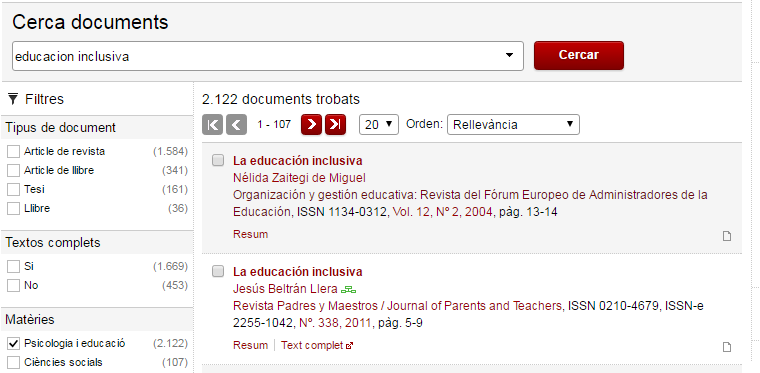 Cerca documents
educacion inclusiva
Cercar
Filtres
Tipus de document
Article de revista (1.584)
Article de llibre (341)
Tesi (161)
Llibre (36)
Textos complets
Si (1.669)
No (453)
Matèries
Psicologia i educació (2.122)
Ciències socials (107)
2.122 documents trobats
1 - 107 20 Orden: Rellevància
La educación inclusiva
Nélida Zaitegi de Miguel
Organización y gestión educativa: Revista del Fórum Europeo de Administradores de la
Educación, ISSN 1134-0312, Vol. 12, Nº 2, 2004, pàg. 13-14
Resum
La educación inclusiva
Jesús Beltrán Llera
Revista Padres y Maestros / Journal of Parents and Teachers, ISSN 0210-4679, ISSN-e
2255-1042, Nº. 338, 2011, pàg. 5-9
Resum Text complet